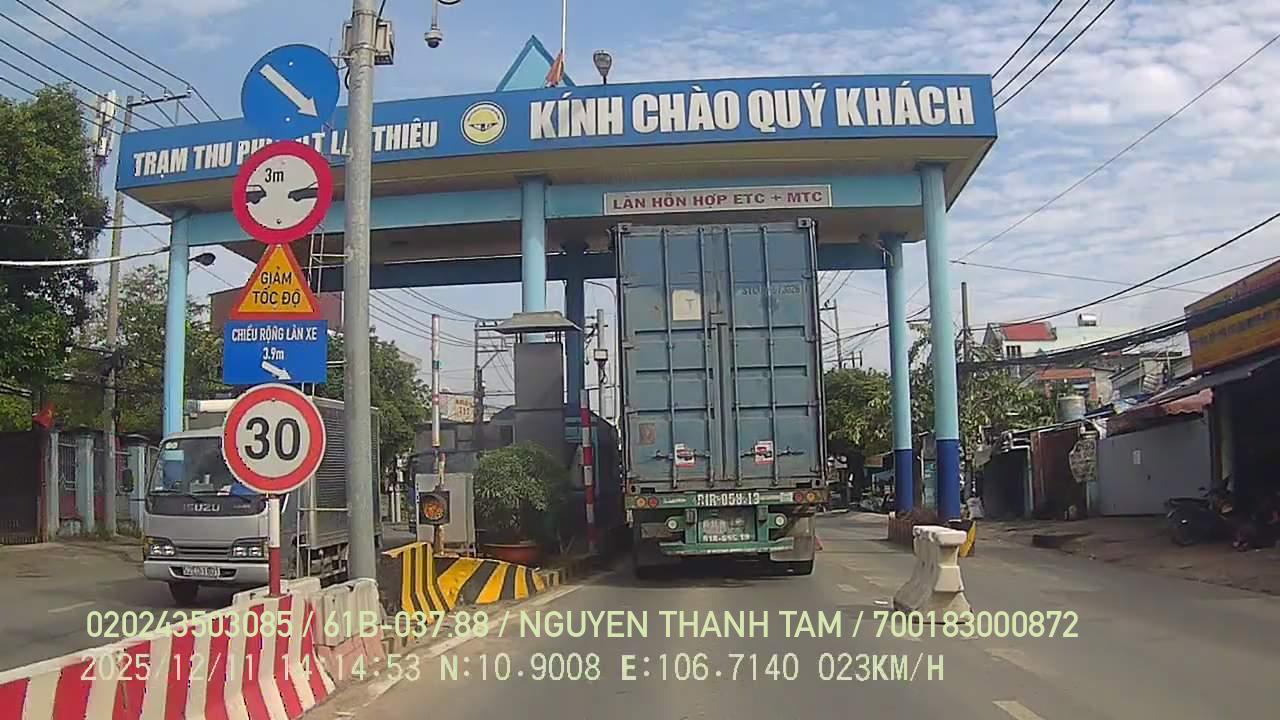 TRẠM THU PHÍ
THIÊU
KÍNH CHÀO QUÝ KHÁCH
LÀN HỖN HỢP ETC + MTC
3m
GIẢM
TỐC ĐỘ
CHIỀU RỘNG LÀN XE
3.9m
30
ISUZU
020243503085 / 61B-037.88 / NGUYEN THANH TAM / 700183000872
2025/12/11 14:14:53 N:10.9008 E:106.7140 023KM/H